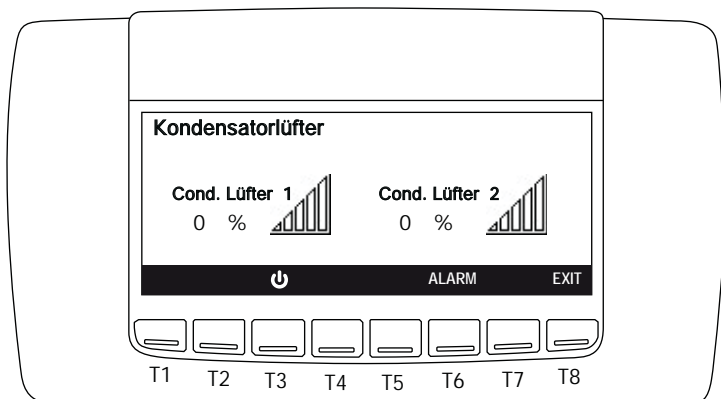 Kondensatorlüfter
Cond. Lüfter 1 Cond. Lüfter 2
0 % 0 %
ALARM EXIT
T1 T2 T3 T4 T5 T6 T7 T8